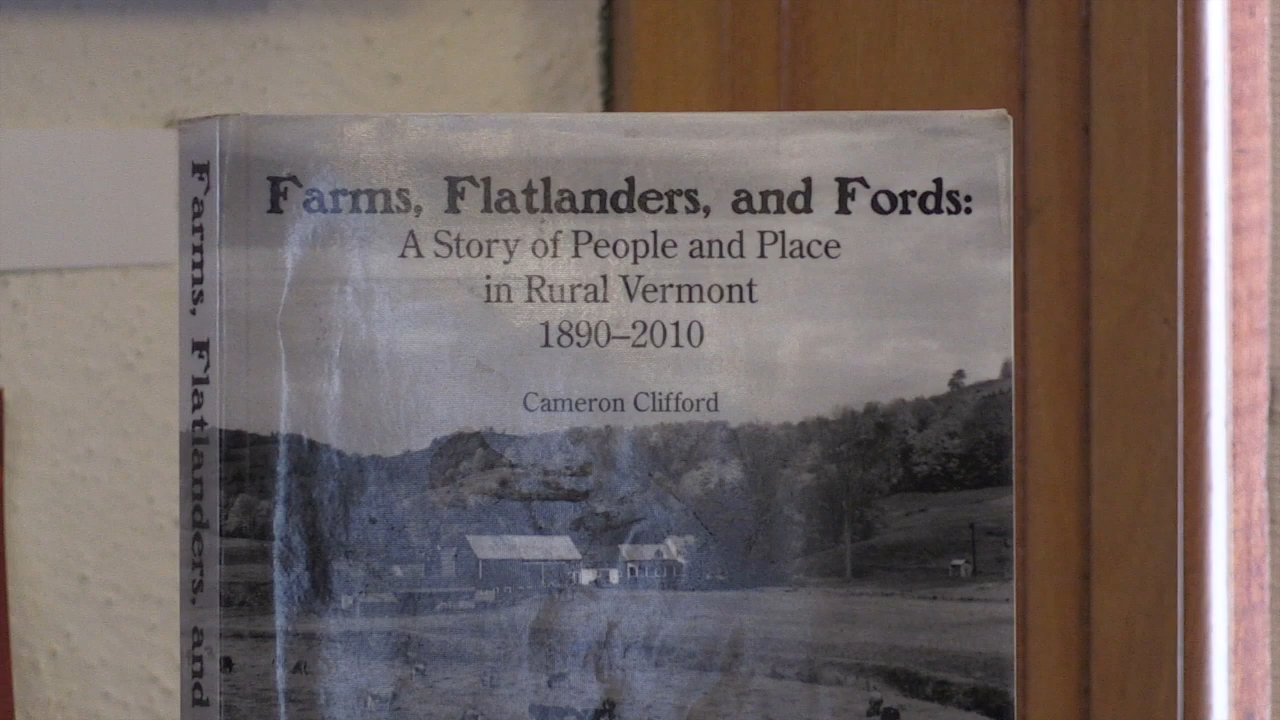 Farms, Flatlanders, and Fords:
A Story of People and Place
in Rural Vermont
1890–2010
Cameron Clifford
Farms, Flatlanders, and